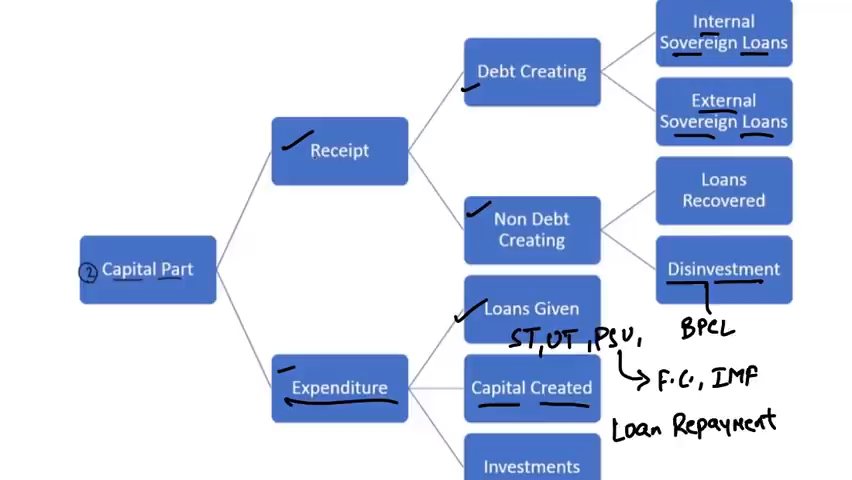 Internal
Sovereign Loans
Debt Creating
External
Sovereign Loans
Receipt
Loans
Recovered
Non Debt
Creating
② Capital Part
Disinvestment
BPCL
Loans Given
ST, UT, PSU,
F.C., IMF
Expenditure
Capital Created
Loan Repayment
Investments